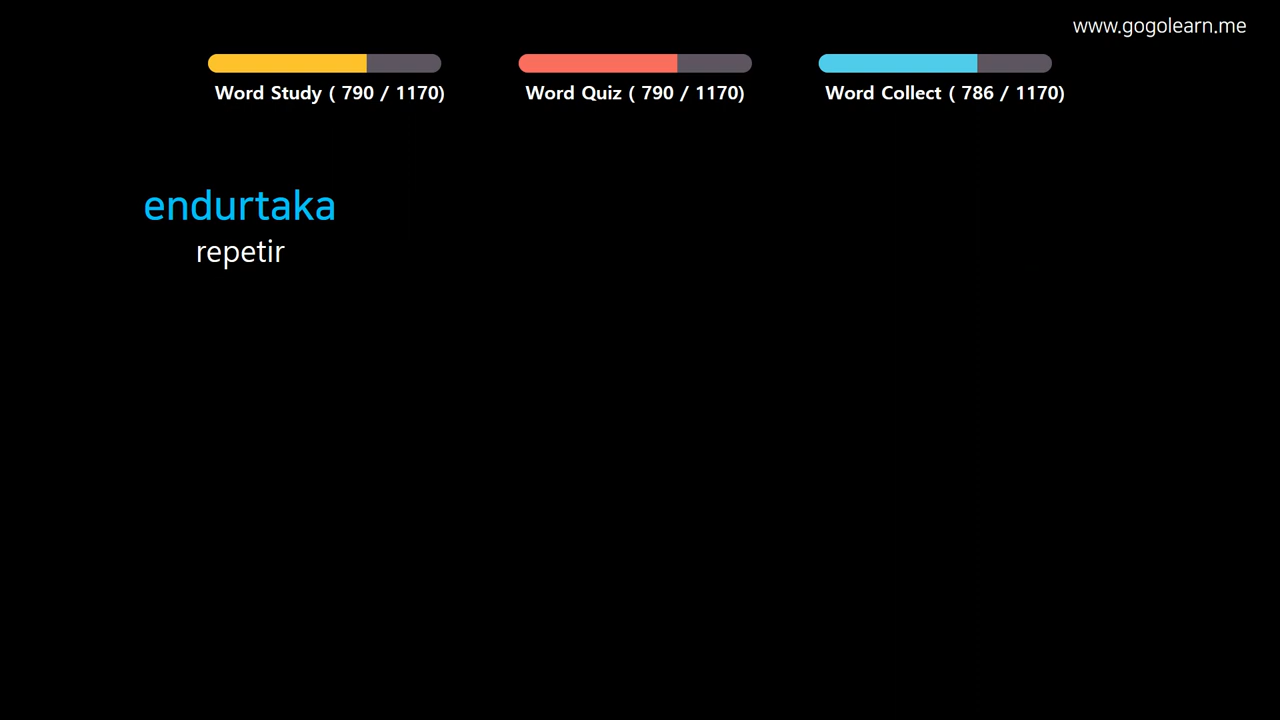 www.gogolearn.me
Word Study ( 790 / 1170)
Word Quiz ( 790 / 1170)
Word Collect ( 786 / 1170)
endurtaka
repetir